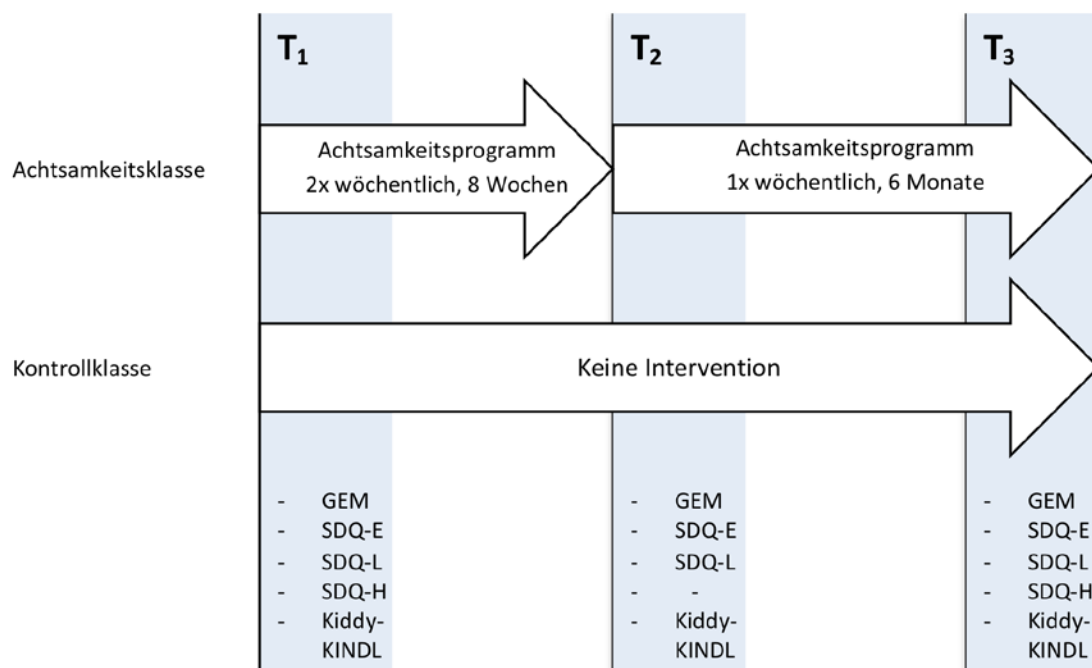 T₁
T₂
T₃
Achtsamkeitsklasse
Achtsamkeitsprogramm
2x wöchentlich, 8 Wochen
Achtsamkeitsprogramm
1x wöchentlich, 6 Monate
Kontrollklasse
Keine Intervention
- GEM
- SDQ-E
- SDQ-L
- SDQ-H
- Kiddy-
KINDL
- GEM
- SDQ-E
- SDQ-L
- -
- Kiddy-
KINDL
- GEM
- SDQ-E
- SDQ-L
- SDQ-H
- Kiddy-
KINDL